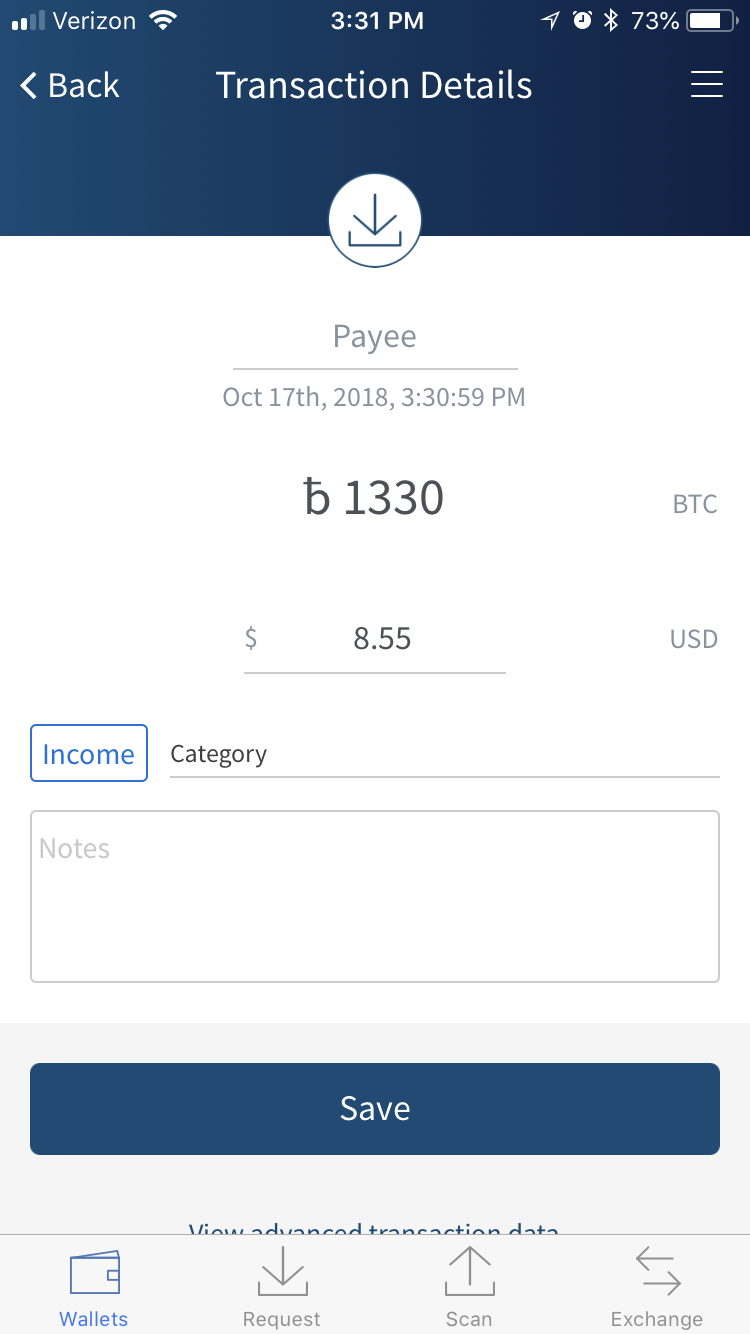 Verizon 3:31 PM 73%
Back Transaction Details
Payee
Oct 17th, 2018, 3:30:59 PM
ƀ 1330 BTC
$ 8.55 USD
Income Category
Notes
Save
View advanced transaction data
Wallets Request Scan Exchange